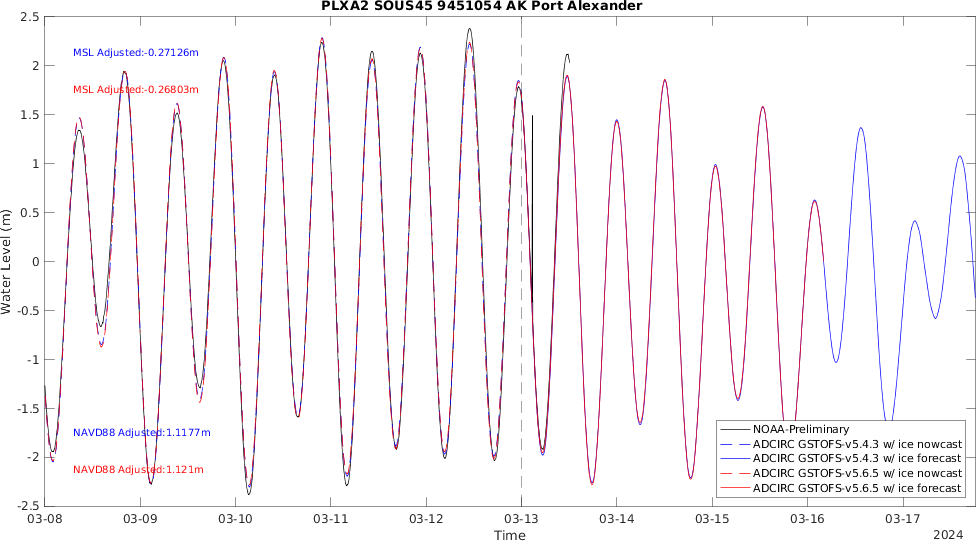 PLXA2 SOUS45 9451054 AK Port Alexander
2.5
2
1.5
1
0.5
0
-0.5
-1
-1.5
-2
-2.5
Water Level (m)
MSL Adjusted:-0.27126m
MSL Adjusted:-0.26803m
NAVD88 Adjusted:1.1177m
NAVD88 Adjusted:1.121m
NOAA-Preliminary
ADCIRC GSTOFS-v5.4.3 w/ ice nowcast
ADCIRC GSTOFS-v5.4.3 w/ ice forecast
ADCIRC GSTOFS-v5.6.5 w/ ice nowcast
ADCIRC GSTOFS-v5.6.5 w/ ice forecast
03-08 03-09 03-10 03-11 03-12 03-13 03-14 03-15 03-16 03-17
Time
2024